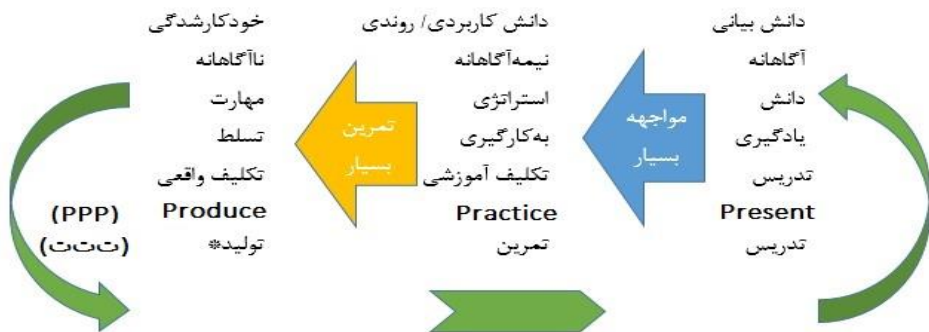 دانش بیانی
آگاهانه
دانش
یادگیری
تدریس
Present
تدریس
مواجهه
بسیار
دانش کاربردی/ روندی
نیمه‌آگاهانه
استراتژی
به‌کارگیری
تکلیف آموزشی
Practice
تمرین
تمرین
بسیار
خودکارشدگی
ناآگاهانه
مهارت
تسلط
تکلیف واقعی
Produce
تولید*
(PPP)
(ت‌ت‌ت)